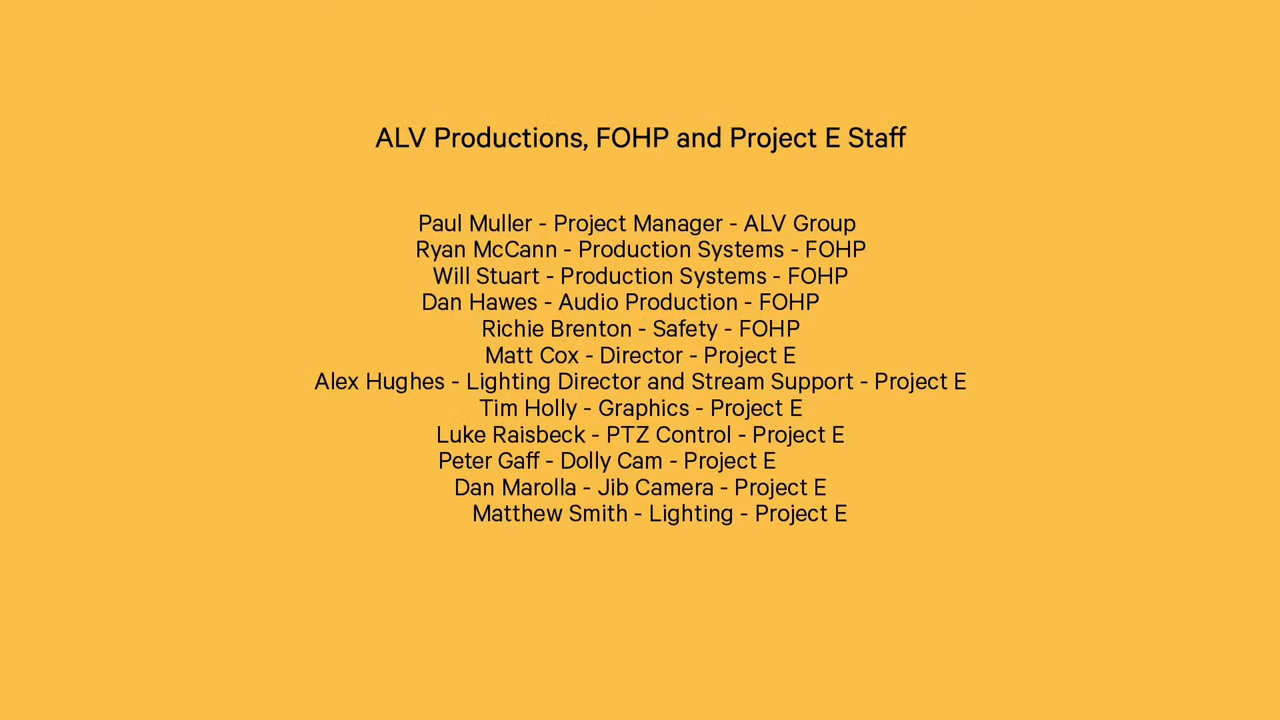 ALV Productions, FOHP and Project E Staff
Paul Muller - Project Manager - ALV Group
Ryan McCann - Production Systems - FOHP
Will Stuart - Production Systems - FOHP
Dan Hawes - Audio Production - FOHP
Richie Brenton - Safety - FOHP
Matt Cox - Director - Project E
Alex Hughes - Lighting Director and Stream Support - Project E
Tim Holly - Graphics - Project E
Luke Raisbeck - PTZ Control - Project E
Peter Gaff - Dolly Cam - Project E
Dan Marolla - Jib Camera - Project E
Matthew Smith - Lighting - Project E